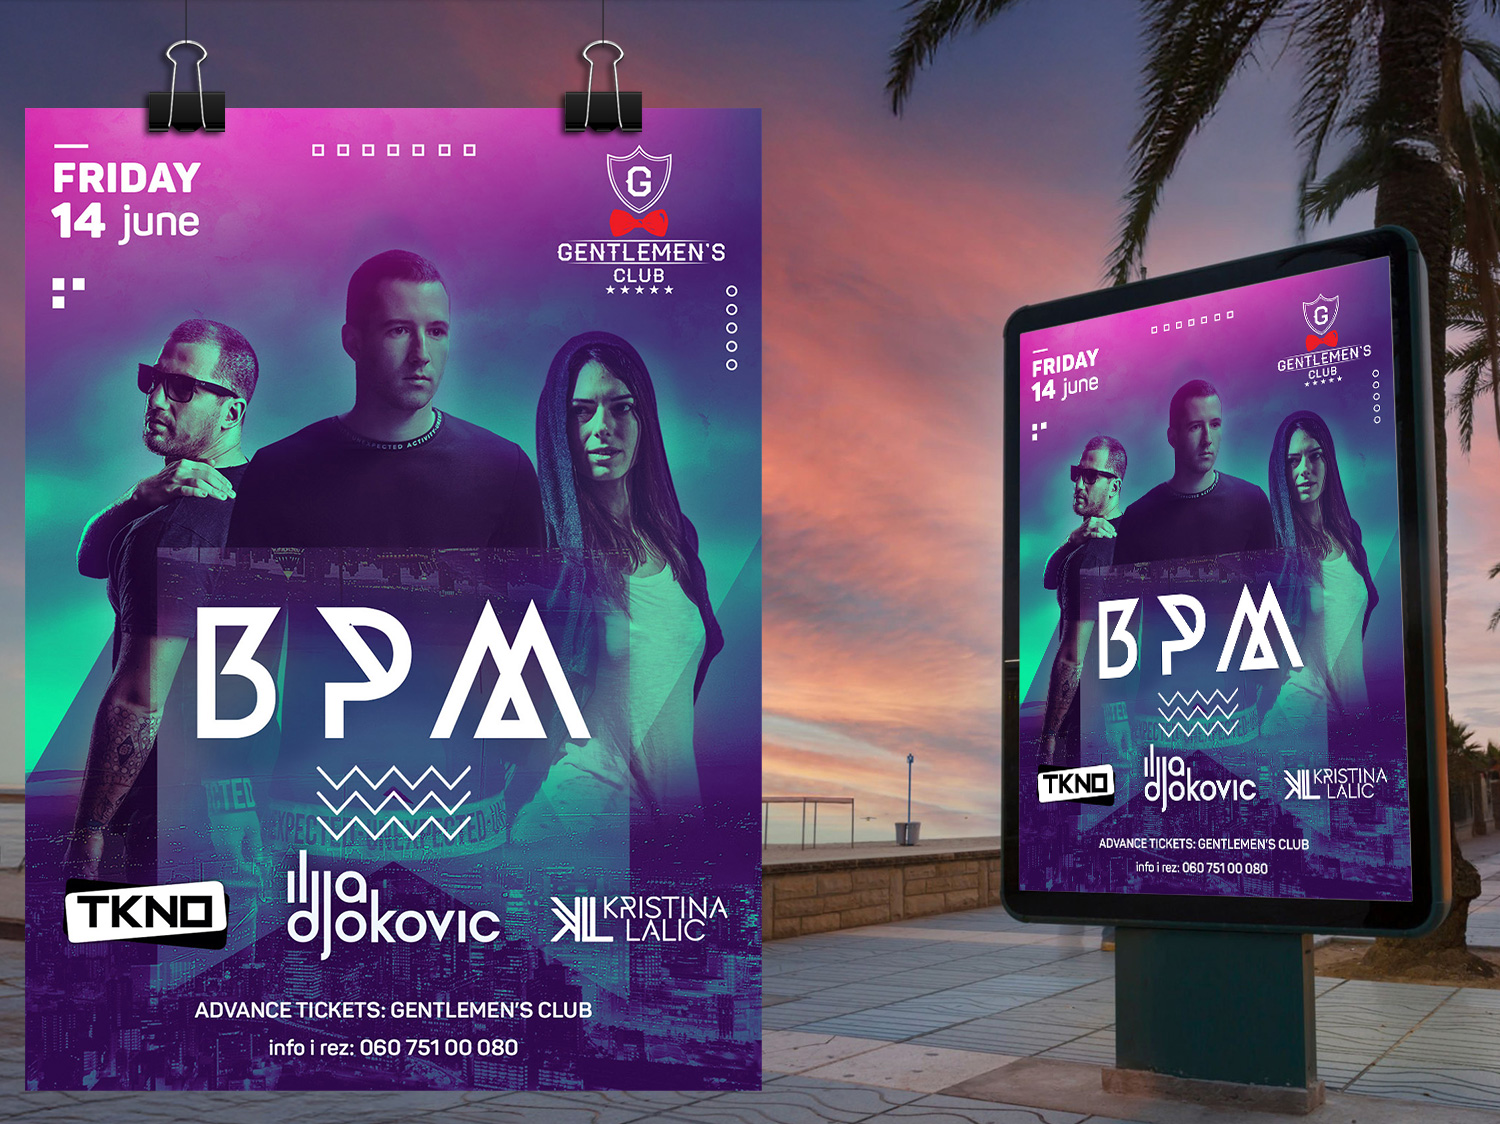 FRIDAY
14 june
G
GENTLEMEN'S
CLUB
BPM
TKNO
ilija
djokovic
KL KRISTINA
LALIC
ADVANCE TICKETS: GENTLEMEN'S CLUB
info i rez: 060 751 00 080
FRIDAY
14 june
G
GENTLEMEN'S
CLUB
BPM
TKNO
ilija
djokovic
KL KRISTINA
LALIC
ADVANCE TICKETS: GENTLEMEN'S CLUB
info i rez: 060 751 00 080